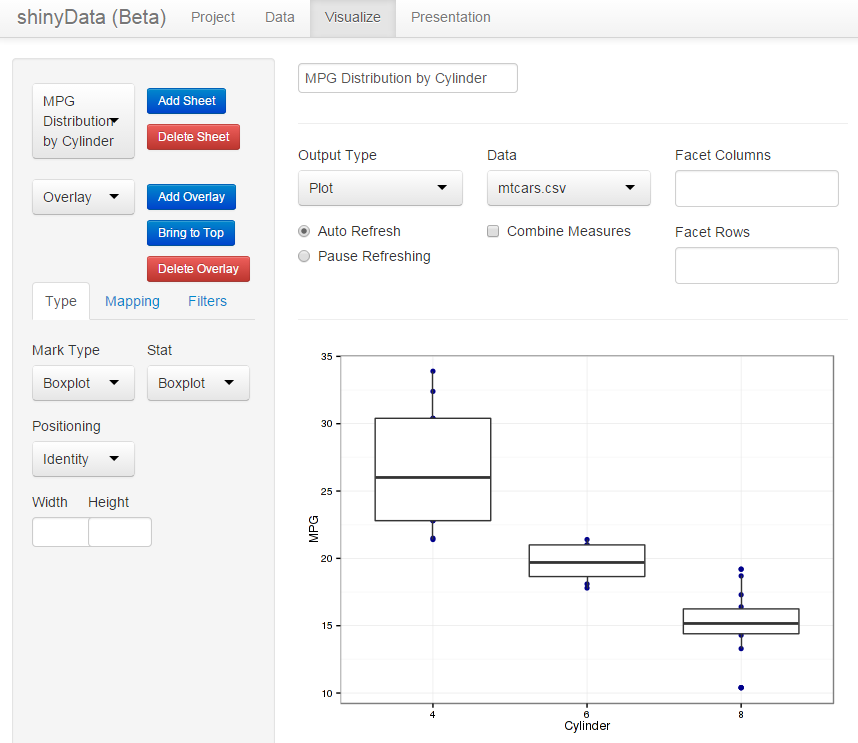 shinyData (Beta) Project Data Visualize Presentation
MPG
Distribution
by Cylinder
Add Sheet
Delete Sheet
Overlay
Add Overlay
Bring to Top
Delete Overlay
Type Mapping Filters
Mark Type Stat
Boxplot Boxplot
Positioning
Identity
Width Height
MPG Distribution by Cylinder
Output Type Data Facet Columns
Plot mtcars.csv
Auto Refresh Combine Measures Facet Rows
Pause Refreshing
35
30
25
20
15
10
MPG
4 6 8
Cylinder